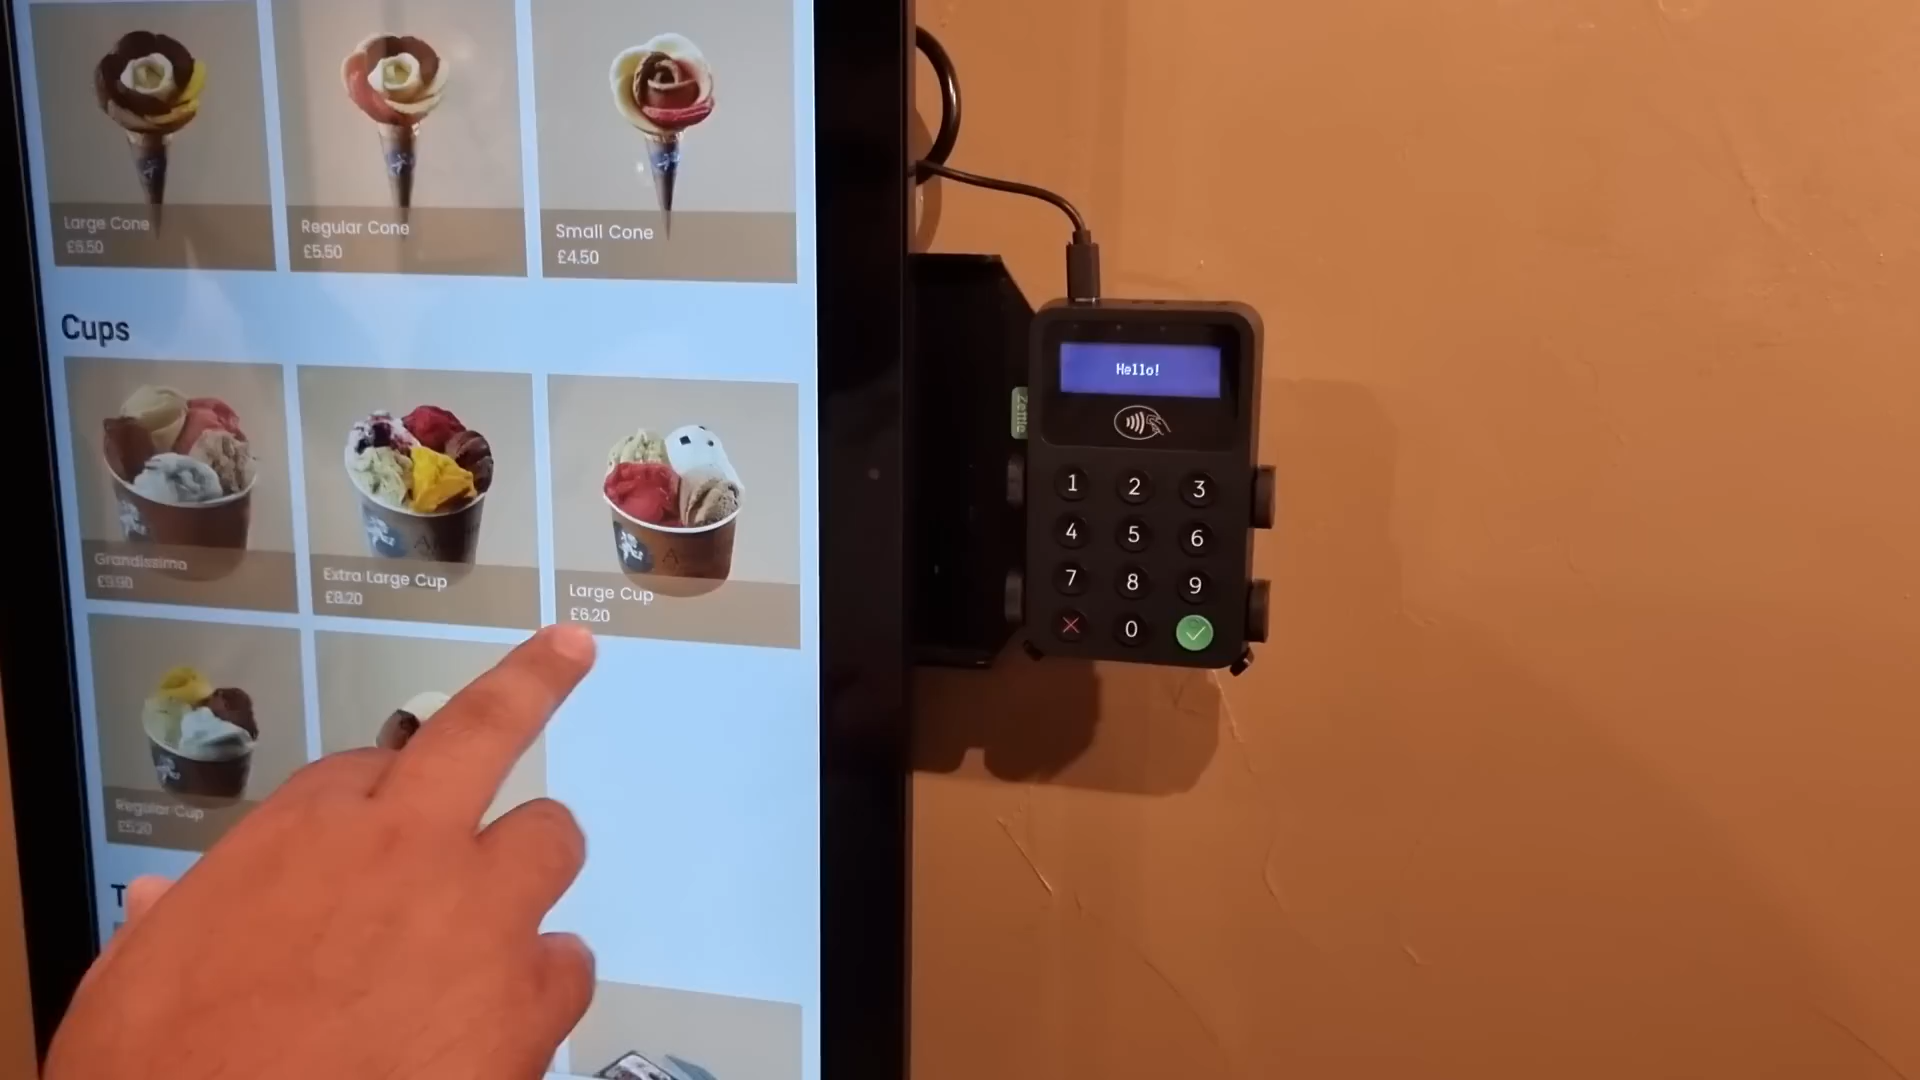 Large Cone
£6.50
Regular Cone
£5.50
Small Cone
£4.50
Cups
Grandissimo
£9.90
Extra Large Cup
£8.20
Large Cup
£6.20
Regular Cup
£5.20
Hello!
Zettle
1 2 3
4 5 6
7 8 9
0